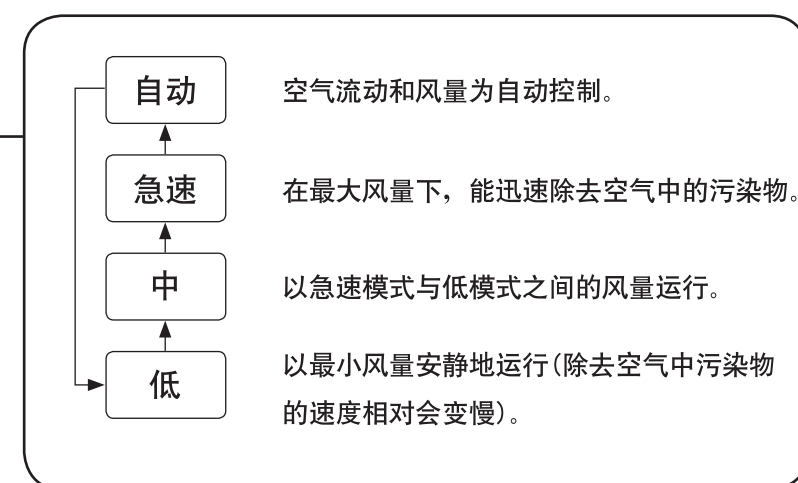 自动 空气流动和风量为自动控制。
急速 在最大风量下，能迅速除去空气中的污染物。
中 以急速模式与低模式之间的风量运行。
低 以最小风量安静地运行(除去空气中污染物
的速度相对会变慢)。